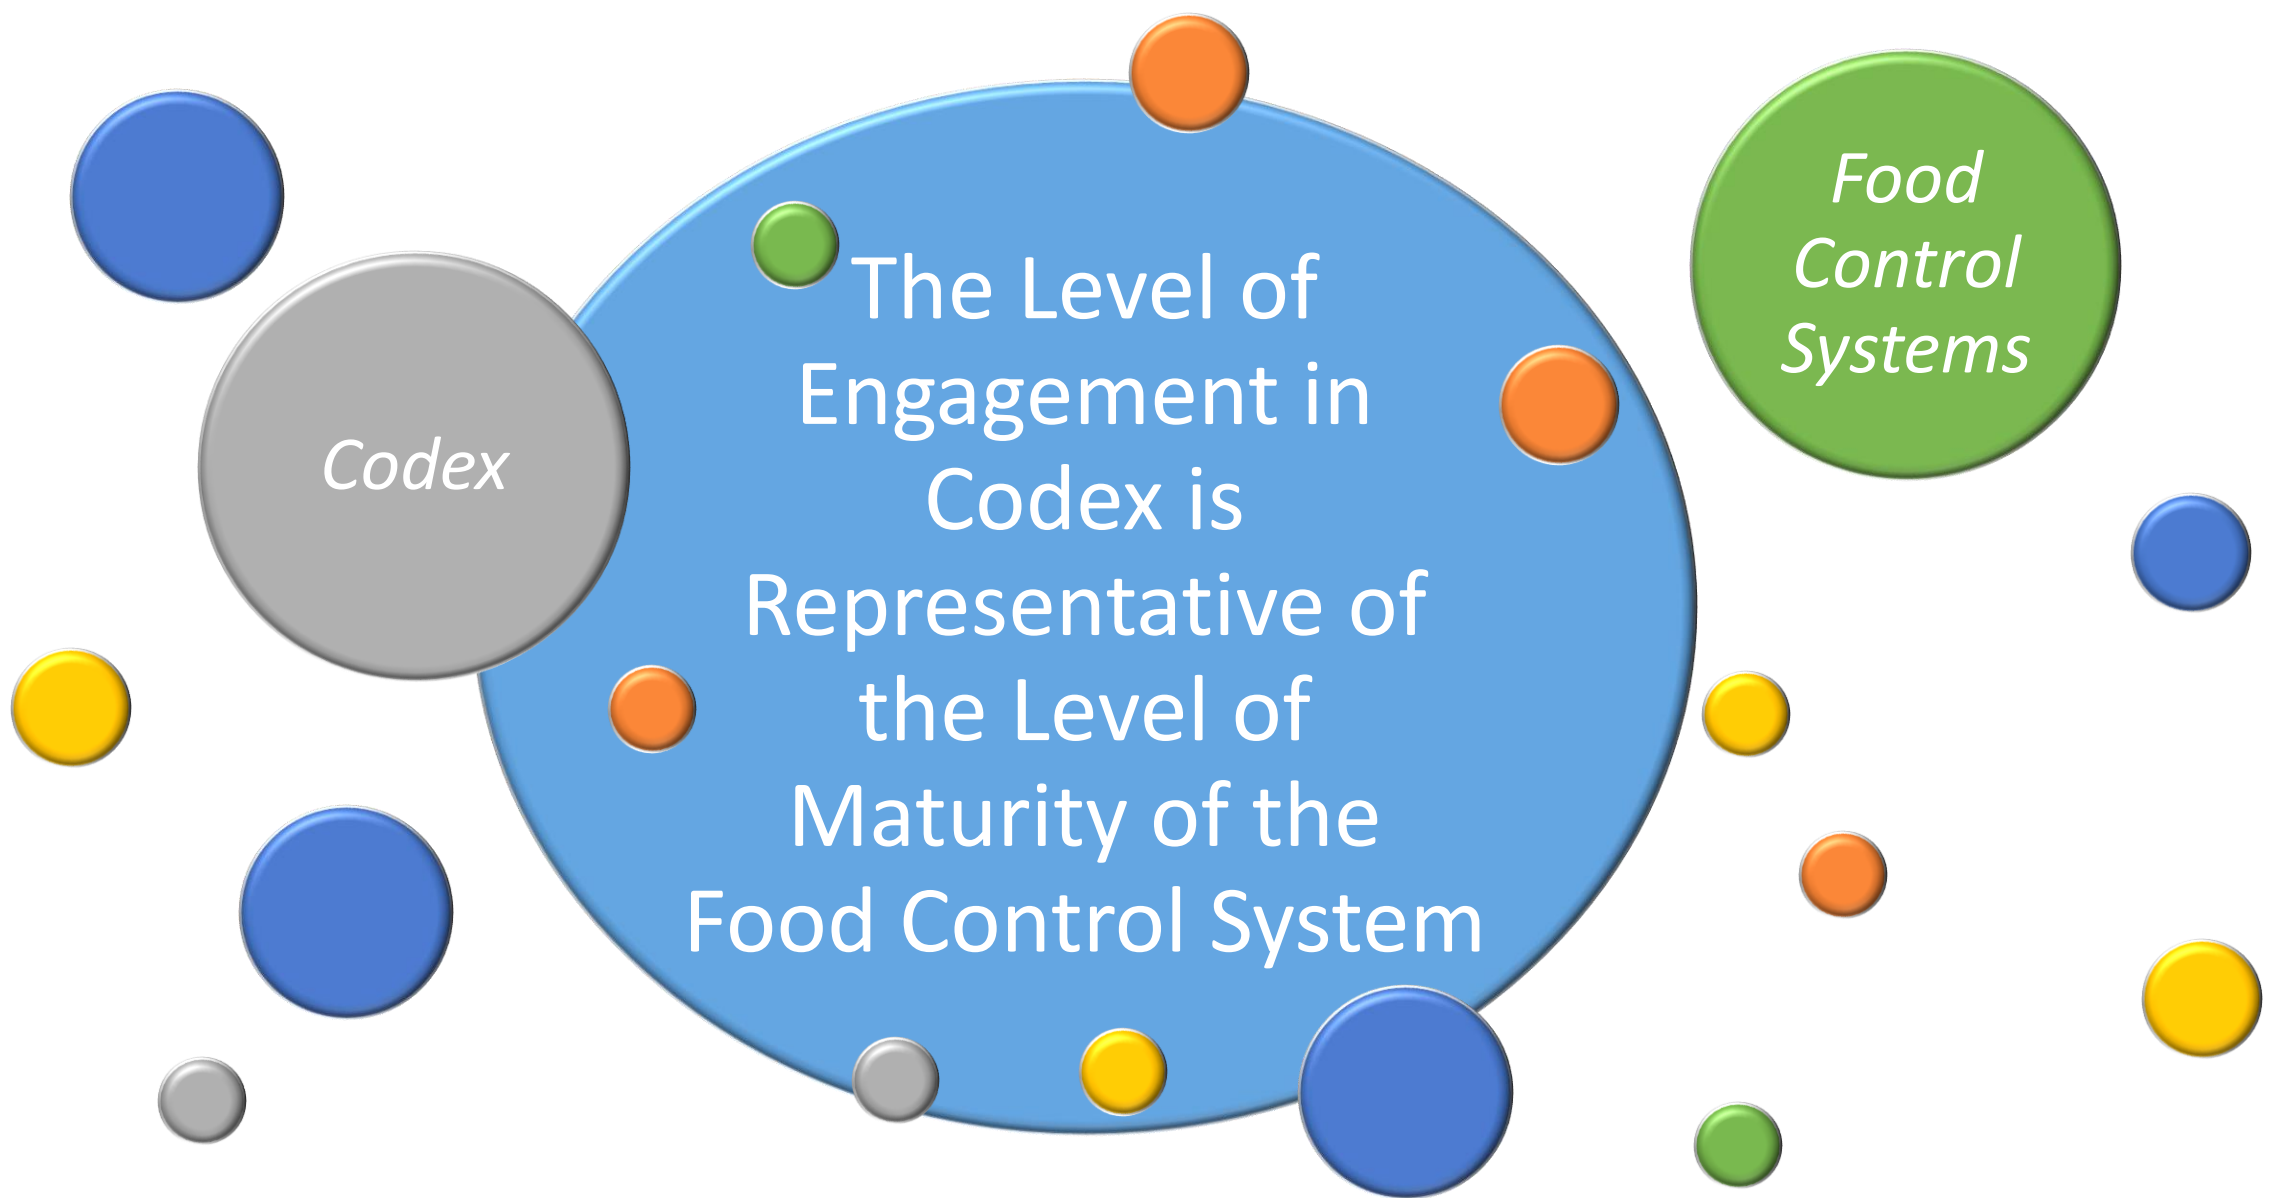 Codex
The Level of
Engagement in
Codex is
Representative of
the Level of
Maturity of the
Food Control System
Food
Control
Systems